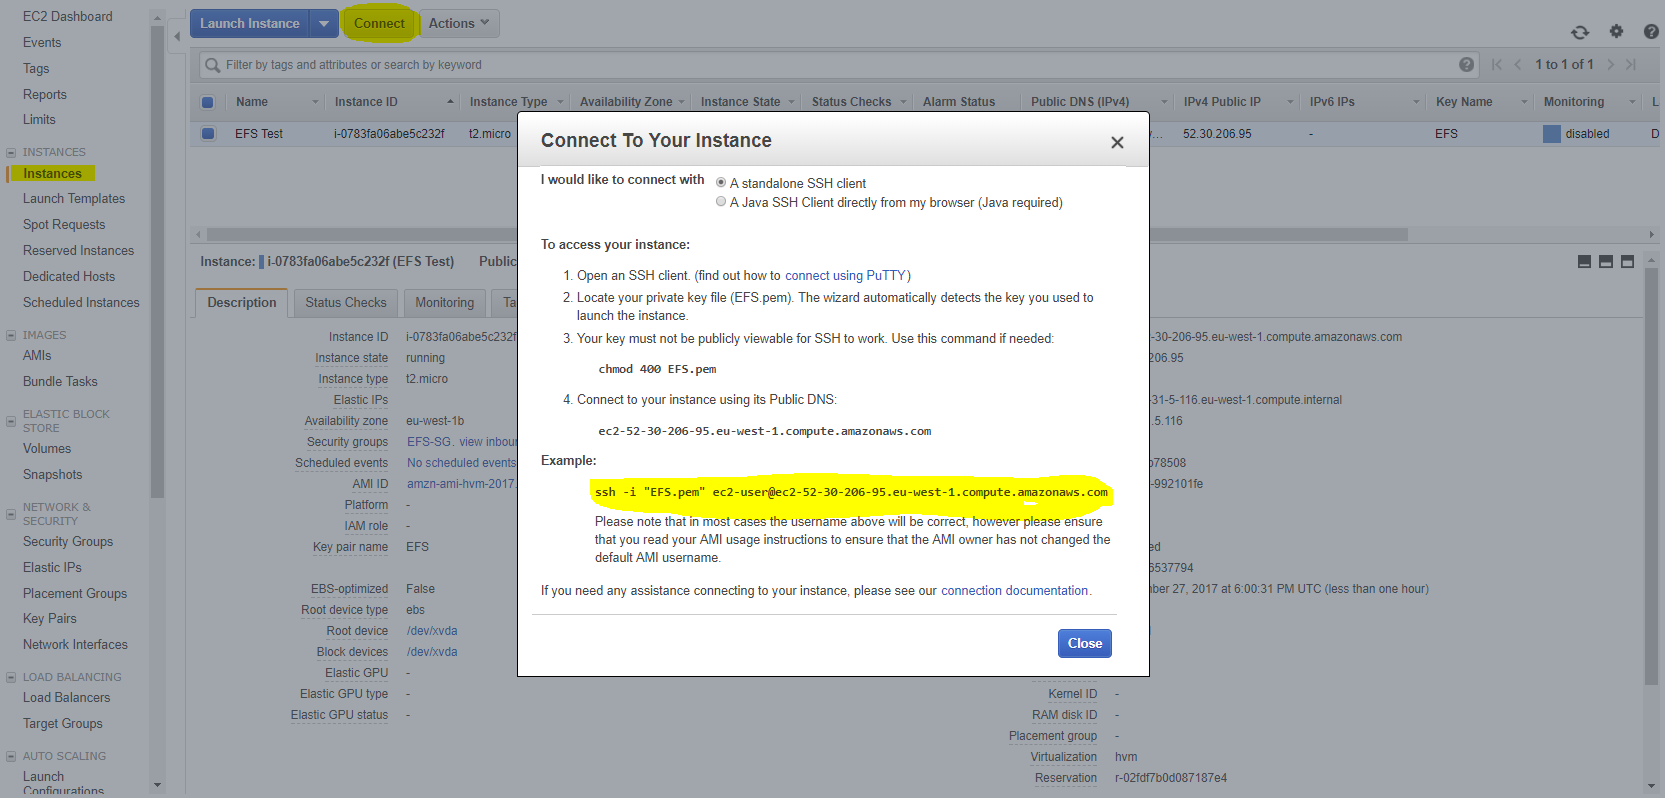 EC2 Dashboard
Events
Tags
Reports
Limits
INSTANCES
Instances
Launch Templates
Spot Requests
Reserved Instances
Dedicated Hosts
Scheduled Instances
IMAGES
AMIs
Bundle Tasks
ELASTIC BLOCK
STORE
Volumes
Snapshots
NETWORK &
SECURITY
Security Groups
Elastic IPs
Placement Groups
Key Pairs
Network Interfaces
LOAD BALANCING
Load Balancers
Target Groups
AUTO SCALING
Launch
Configurations
Launch Instance Connect Actions
Filter by tags and attributes or search by keyword 1 to 1 of 1
Name Instance ID Instance Type Availability Zone Instance State Status Checks Alarm Status Public DNS (IPv4) IPv4 Public IP IPv6 IPs Key Name Monitoring L
EFS Test i-0783fa06abe5c232f t2.micro 52.30.206.95 - EFS disabled D
Connect To Your Instance
I would like to connect with A standalone SSH client
A Java SSH Client directly from my browser (Java required)
To access your instance:
1. Open an SSH client. (find out how to connect using PuTTY)
2. Locate your private key file (EFS.pem). The wizard automatically detects the key you used to
launch the instance.
3. Your key must not be publicly viewable for SSH to work. Use this command if needed:
chmod 400 EFS.pem
4. Connect to your instance using its Public DNS:
ec2-52-30-206-95.eu-west-1.compute.amazonaws.com
Example:
ssh -i "EFS.pem" ec2-user@ec2-52-30-206-95.eu-west-1.compute.amazonaws.com
Please note that in most cases the username above will be correct, however please ensure
that you read your AMI usage instructions to ensure that the AMI owner has not changed the
default AMI username.
If you need any assistance connecting to your instance, please see our connection documentation.
Close
Instance: i-0783fa06abe5c232f (EFS Test) Public
Description Status Checks Monitoring Ta
Instance ID i-0783fa06abe5c232f
Instance state running
Instance type t2.micro
Elastic IPs
Availability zone eu-west-1b
Security groups EFS-SG. view inbou
Scheduled events No scheduled events
AMI ID amzn-ami-hvm-2017.
Platform -
IAM role -
Key pair name EFS
EBS-optimized False
Root device type ebs
Root device /dev/xvda
Block devices /dev/xvda
Elastic GPU -
Elastic GPU type -
Elastic GPU status -
-30-206-95.eu-west-1.compute.amazonaws.com
206.95
-31-5-116.eu-west-1.compute.internal
.5.116
b78508
-992101fe
ed
6537794
ber 27, 2017 at 6:00:31 PM UTC (less than one hour)
Kernel ID -
RAM disk ID -
Placement group -
Virtualization hvm
Reservation r-02fdf7b0d087187e4